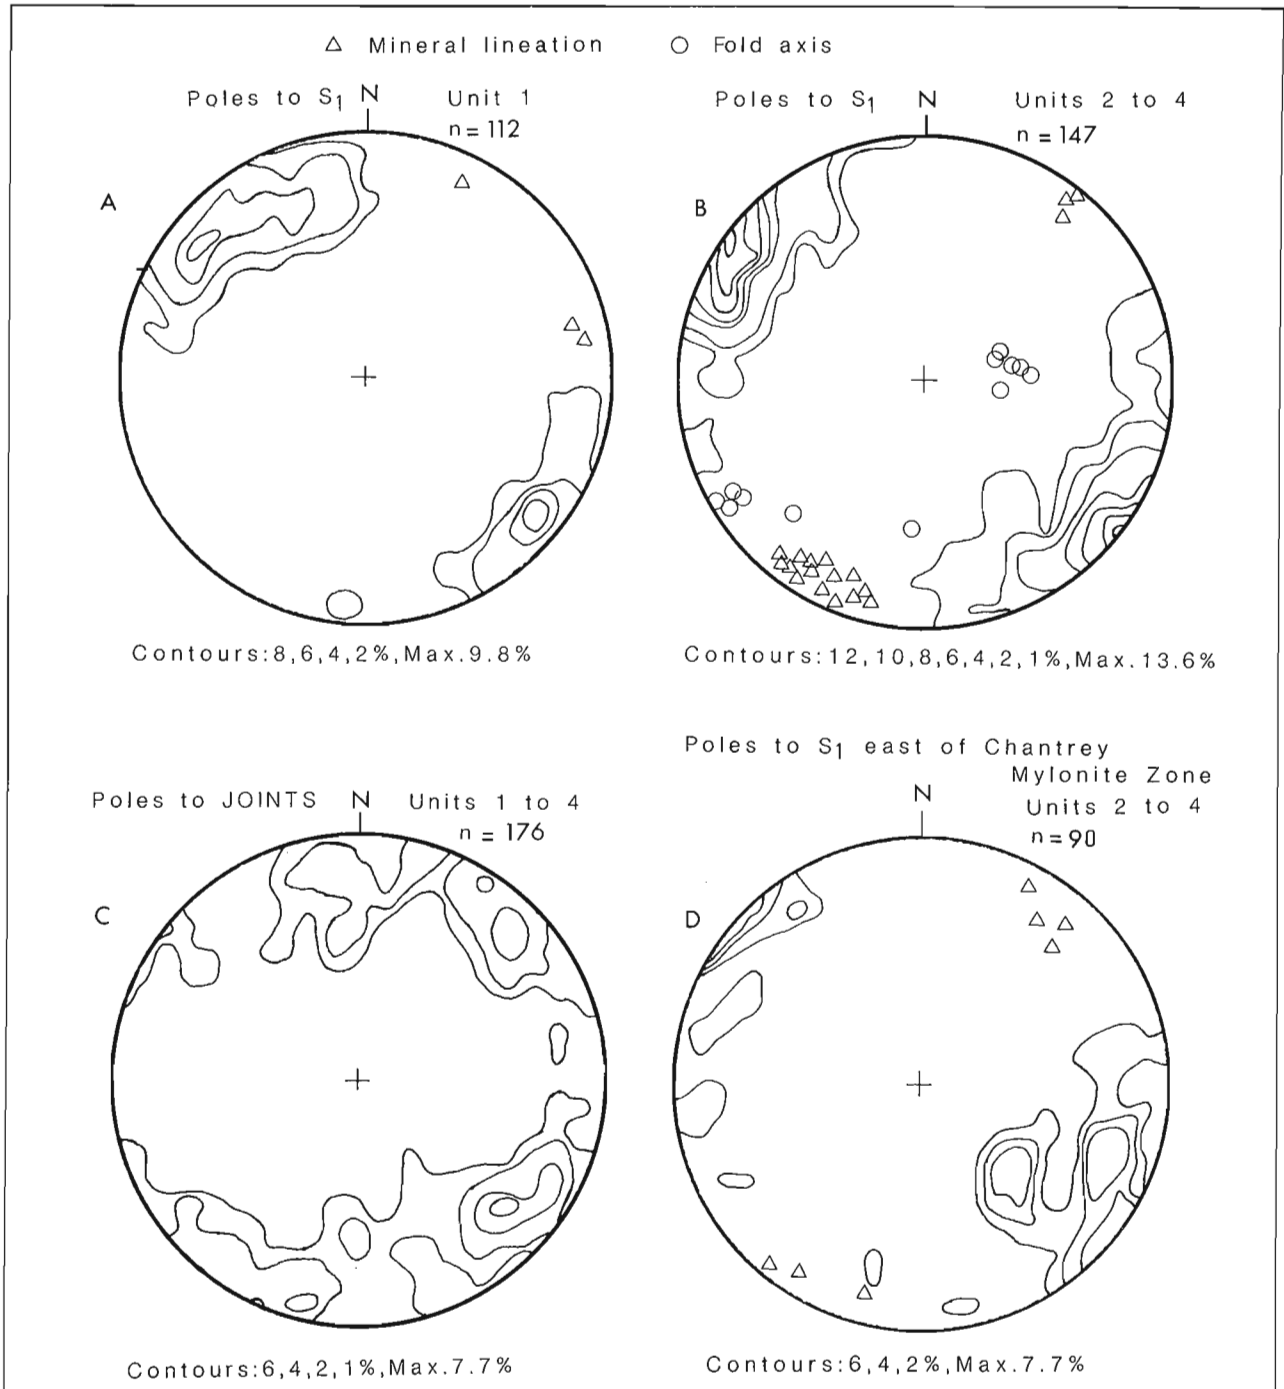 △ Mineral lineation ○ Fold axis
Poles to S1 N Unit 1
n = 112
A
Contours:8,6,4,2%,Max.9.8%
Poles to S1 N Units 2 to 4
n = 147
B
Contours:12,10,8,6,4,2,1%,Max.13.6%
Poles to JOINTS N Units 1 to 4
n = 176
C
Contours:6,4,2,1%,Max.7.7%
Poles to S1 east of Chantrey
Mylonite Zone
N Units 2 to 4
n = 90
D
Contours:6,4,2%,Max.7.7%